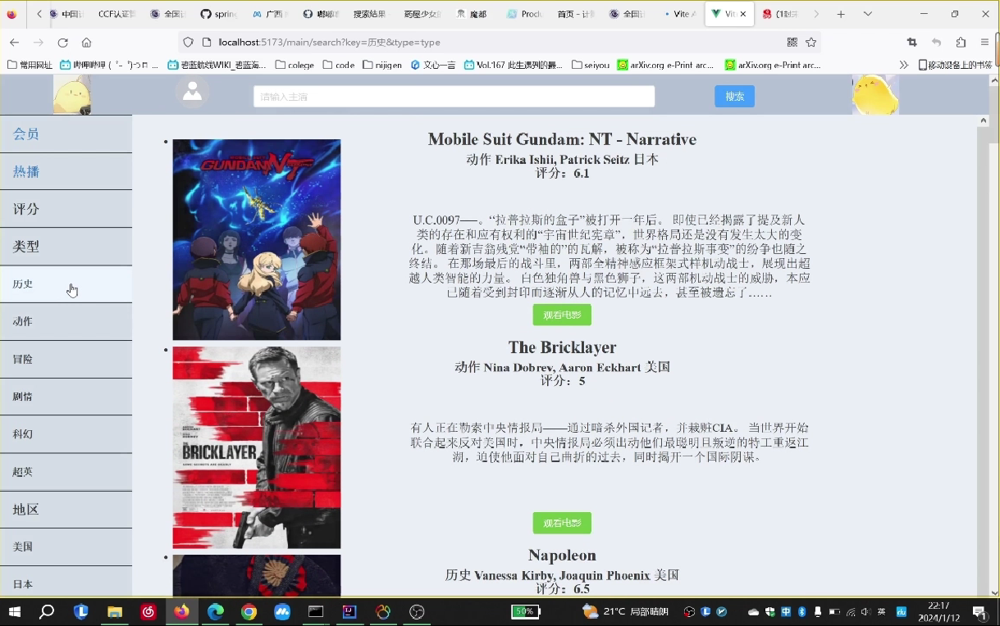 中国计
CCF认证
全国计
spring
广西
嘟嘟
搜索结果
药屋少女的
魔都
Produ
首页 - 计
全国计
Vite A
Vit
(1封未
localhost:5173/main/search?key=历史&type=type
常用网址
碧蓝航线WIKI_碧蓝海...
colege
code
nijigen
文心一言
seiyou
arXiv.org e-Print arc...
arXiv.org e-Print arc...
移动设备上的书签
搜索
会员
热播
评分
类型
历史
动作
冒险
剧情
科幻
超英
地区
美国
日本
GUNDAM NT
Mobile Suit Gundam: NT - Narrative
动作 Erika Ishii, Patrick Seitz 日本
评分：6.1
U.C.0097──。“拉普拉斯的盒子”被打开一年后。 即使已经揭露了提及新人
类的存在和应有权利的“宇宙世纪宪章”，世界格局还是没有发生太大的变
化。随着新吉翁残党“带袖的”的瓦解，被称为“拉普拉斯事变”的纷争也随之
终结。 在那场最后的战斗里，两部全精神感应框架式样机动战士，展现出超
越人类智能的力量。 白色独角兽与黑色狮子，这两部机动战士的威胁，本应
已随着受到封印而逐渐从人的记忆中远去，甚至被遗忘了……
观看电影
THE
BRICKLAYER
The Bricklayer
动作 Nina Dobrev, Aaron Eckhart 美国
评分：5
有人正在勒索中央情报局——通过暗杀外国记者，并栽赃CIA。 当世界开始
联合起来反对美国时，中央情报局必须出动他们最聪明且叛逆的特工重返江
湖，迫使他面对自己曲折的过去，同时揭开一个国际阴谋。
观看电影
Napoleon
历史 Vanessa Kirby, Joaquin Phoenix 美国
评分：6.5
50%
21°C 局部晴朗
英
22:17
2024/1/12